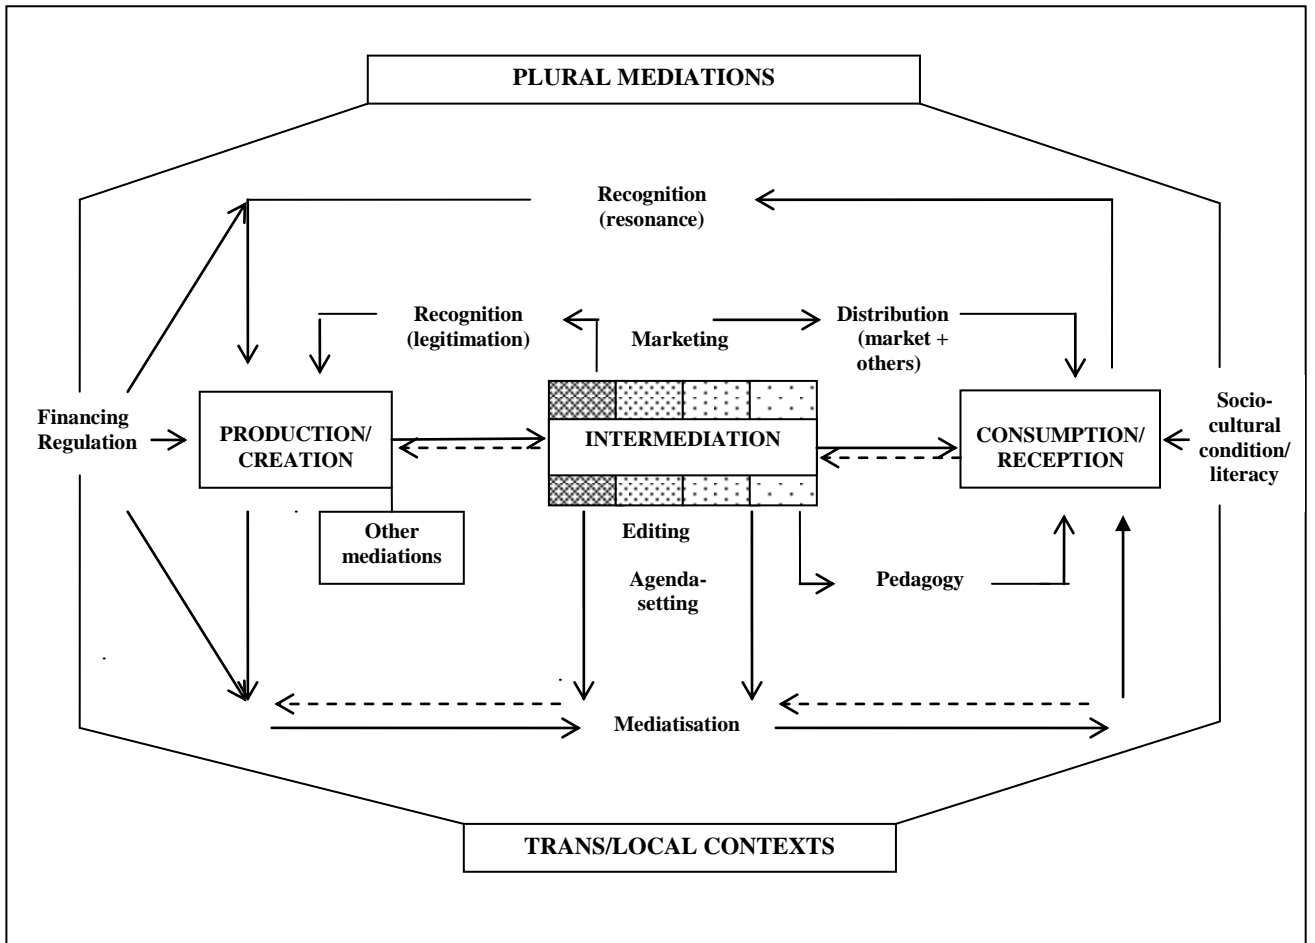 PLURAL MEDIATIONS
Recognition
(resonance)
Recognition
(legitimation)
Marketing
Distribution
(market +
others)
Financing
Regulation
PRODUCTION/
CREATION
INTERMEDIATION
CONSUMPTION/
RECEPTION
Socio-
cultural
condition/
literacy
Other
mediations
Editing
Agenda-
setting
Pedagogy
Mediatisation
TRANS/LOCAL CONTEXTS